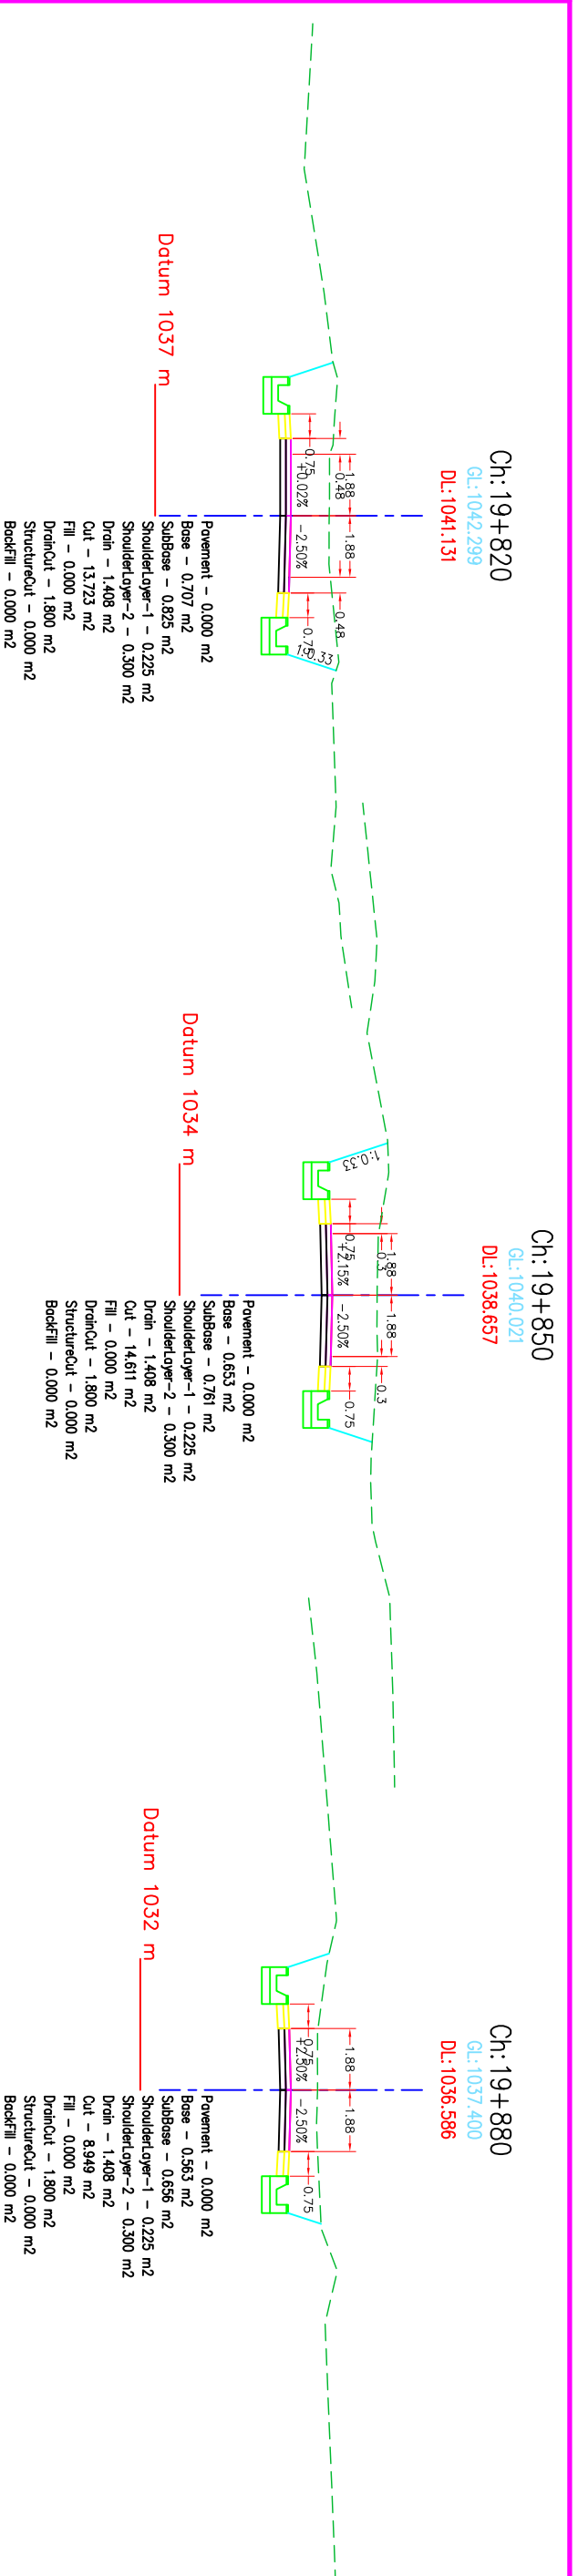 Ch:19+820
GL:1042.299
DL:1041.131
1.88
1.88
0.48
0.48
0.75
0.75
+0.02%
-2.50%
1:0.33
Datum 1037 m
Pavement - 0.000 m2
Base - 0.707 m2
SubBase - 0.825 m2
ShoulderLayer-1 - 0.225 m2
ShoulderLayer-2 - 0.300 m2
Drain - 1.408 m2
Cut - 13.723 m2
Fill - 0.000 m2
DrainCut - 1.800 m2
StructureCut - 0.000 m2
BackFill - 0.000 m2
Ch:19+850
GL:1040.021
DL:1038.657
1.88
1.88
0.3
0.3
0.75
0.75
+2.15%
-2.50%
1:0.33
Datum 1034 m
Pavement - 0.000 m2
Base - 0.653 m2
SubBase - 0.761 m2
ShoulderLayer-1 - 0.225 m2
ShoulderLayer-2 - 0.300 m2
Drain - 1.408 m2
Cut - 14.611 m2
Fill - 0.000 m2
DrainCut - 1.800 m2
StructureCut - 0.000 m2
BackFill - 0.000 m2
Ch:19+880
GL:1037.400
DL:1036.586
1.88
1.88
0.75
0.75
+2.50%
-2.50%
Datum 1032 m
Pavement - 0.000 m2
Base - 0.563 m2
SubBase - 0.656 m2
ShoulderLayer-1 - 0.225 m2
ShoulderLayer-2 - 0.300 m2
Drain - 1.408 m2
Cut - 8.949 m2
Fill - 0.000 m2
DrainCut - 1.800 m2
StructureCut - 0.000 m2
BackFill - 0.000 m2